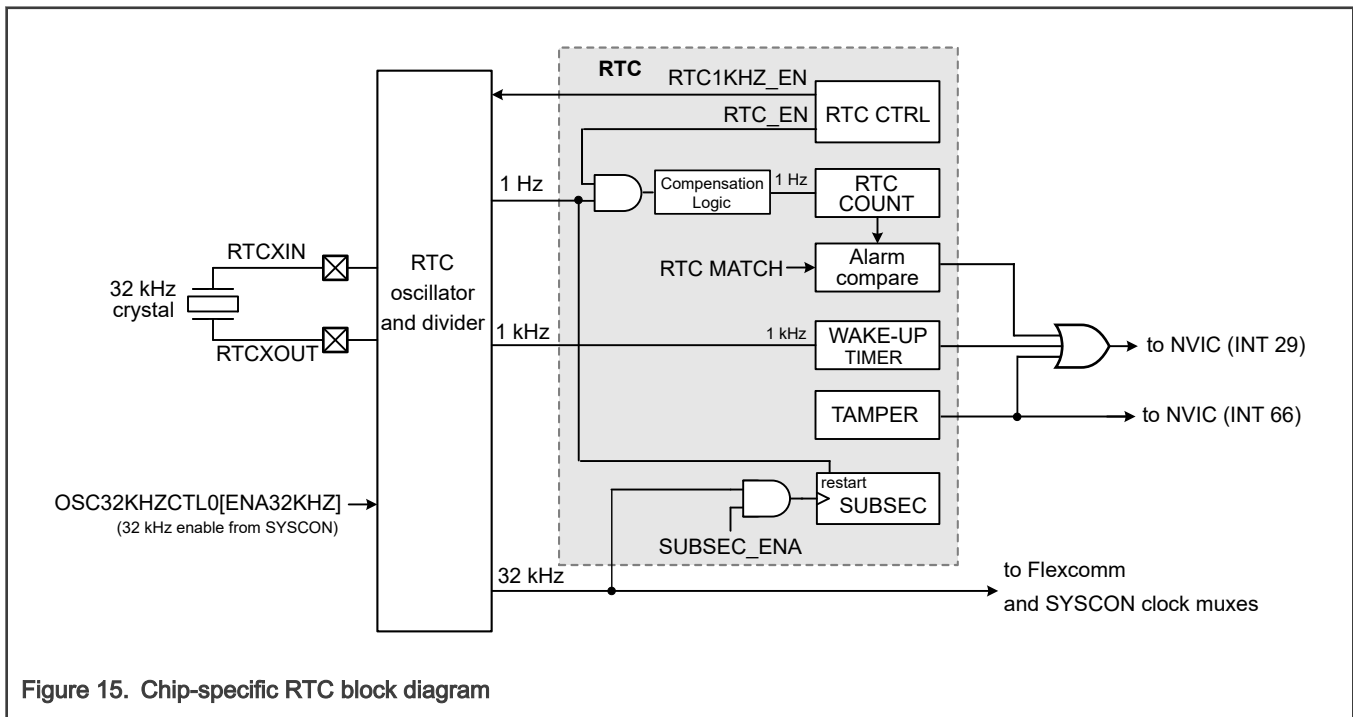 RTC
RTC1KHZ_EN
RTC_EN
RTC CTRL
1 Hz
Compensation
Logic
1 Hz
RTC
COUNT
RTCXIN
RTC MATCH
Alarm
compare
32 kHz
crystal
RTC
oscillator
and divider
RTCXOUT
1 kHz
1 kHz
WAKE-UP
TIMER
to NVIC (INT 29)
TAMPER
to NVIC (INT 66)
OSC32KHZCTL0[ENA32KHZ]
(32 kHz enable from SYSCON)
restart
SUBSEC
SUBSEC_ENA
32 kHz
to Flexcomm
and SYSCON clock muxes
Figure 15. Chip-specific RTC block diagram